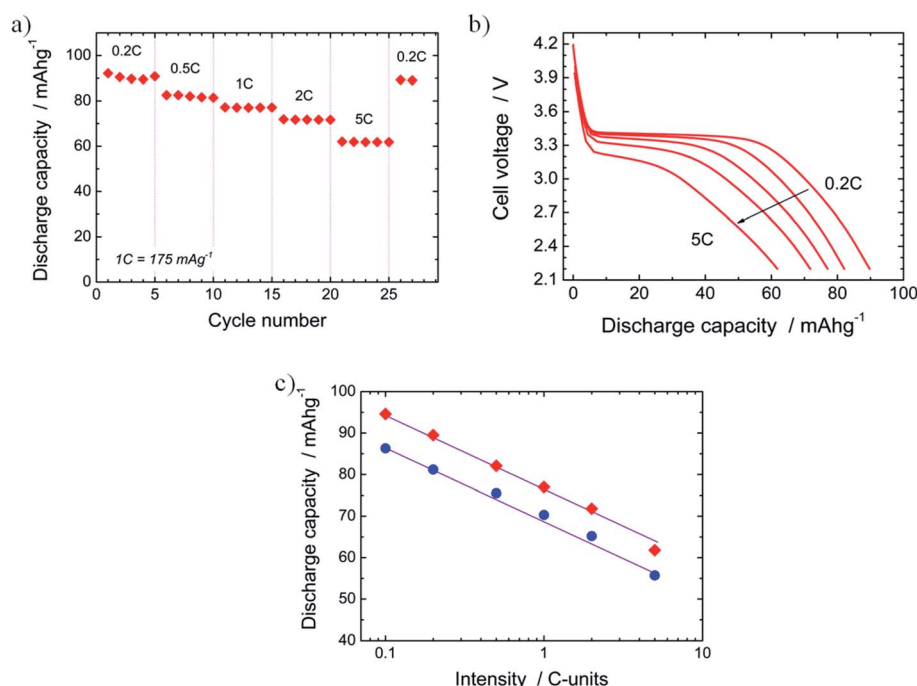 a)
Discharge capacity / mAhg⁻¹
100
80
60
40
20
0
0.2C
0.5C
1C
2C
5C
0.2C
1C = 175 mAg⁻¹
0 5 10 15 20 25
Cycle number
b)
Cell voltage / V
4.2
3.9
3.6
3.3
3.0
2.7
2.4
2.1
0.2C
5C
0 20 40 60 80 100
Discharge capacity / mAhg⁻¹
c)
Discharge capacity / mAhg⁻¹
100
90
80
70
60
50
40
0.1 1 10
Intensity / C-units